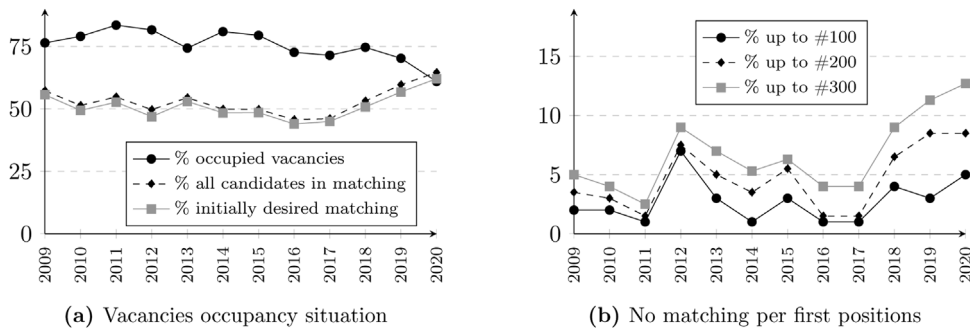 75
50
25
0
% occupied vacancies
% all candidates in matching
% initially desired matching
2009 2010 2011 2012 2013 2014 2015 2016 2017 2018 2019 2020
(a) Vacancies occupancy situation
15
10
5
0
% up to #100
% up to #200
% up to #300
2009 2010 2011 2012 2013 2014 2015 2016 2017 2018 2019 2020
(b) No matching per first positions